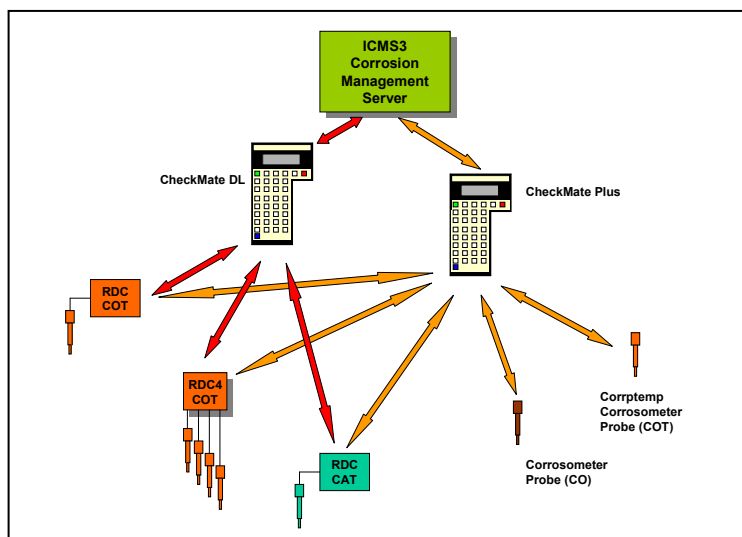 ICMS3
Corrosion
Management
Server
CheckMate DL
CheckMate Plus
RDC
COT
RDC4
COT
Corrptemp
Corrosometer
Probe (COT)
Corrosometer
Probe (CO)
RDC
CAT